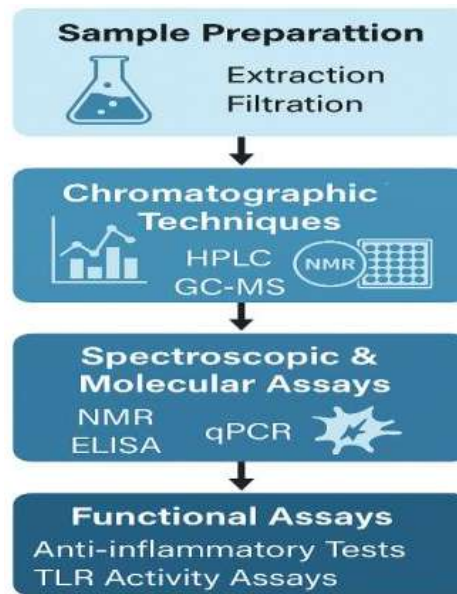 Sample Preparattion
Extraction
Filtration
Chromatographic
Techniques
HPLC
GC-MS
NMR
Spectroscopic &
Molecular Assays
NMR
ELISA
qPCR
Functional Assays
Anti-inflammatory Tests
TLR Activity Assays